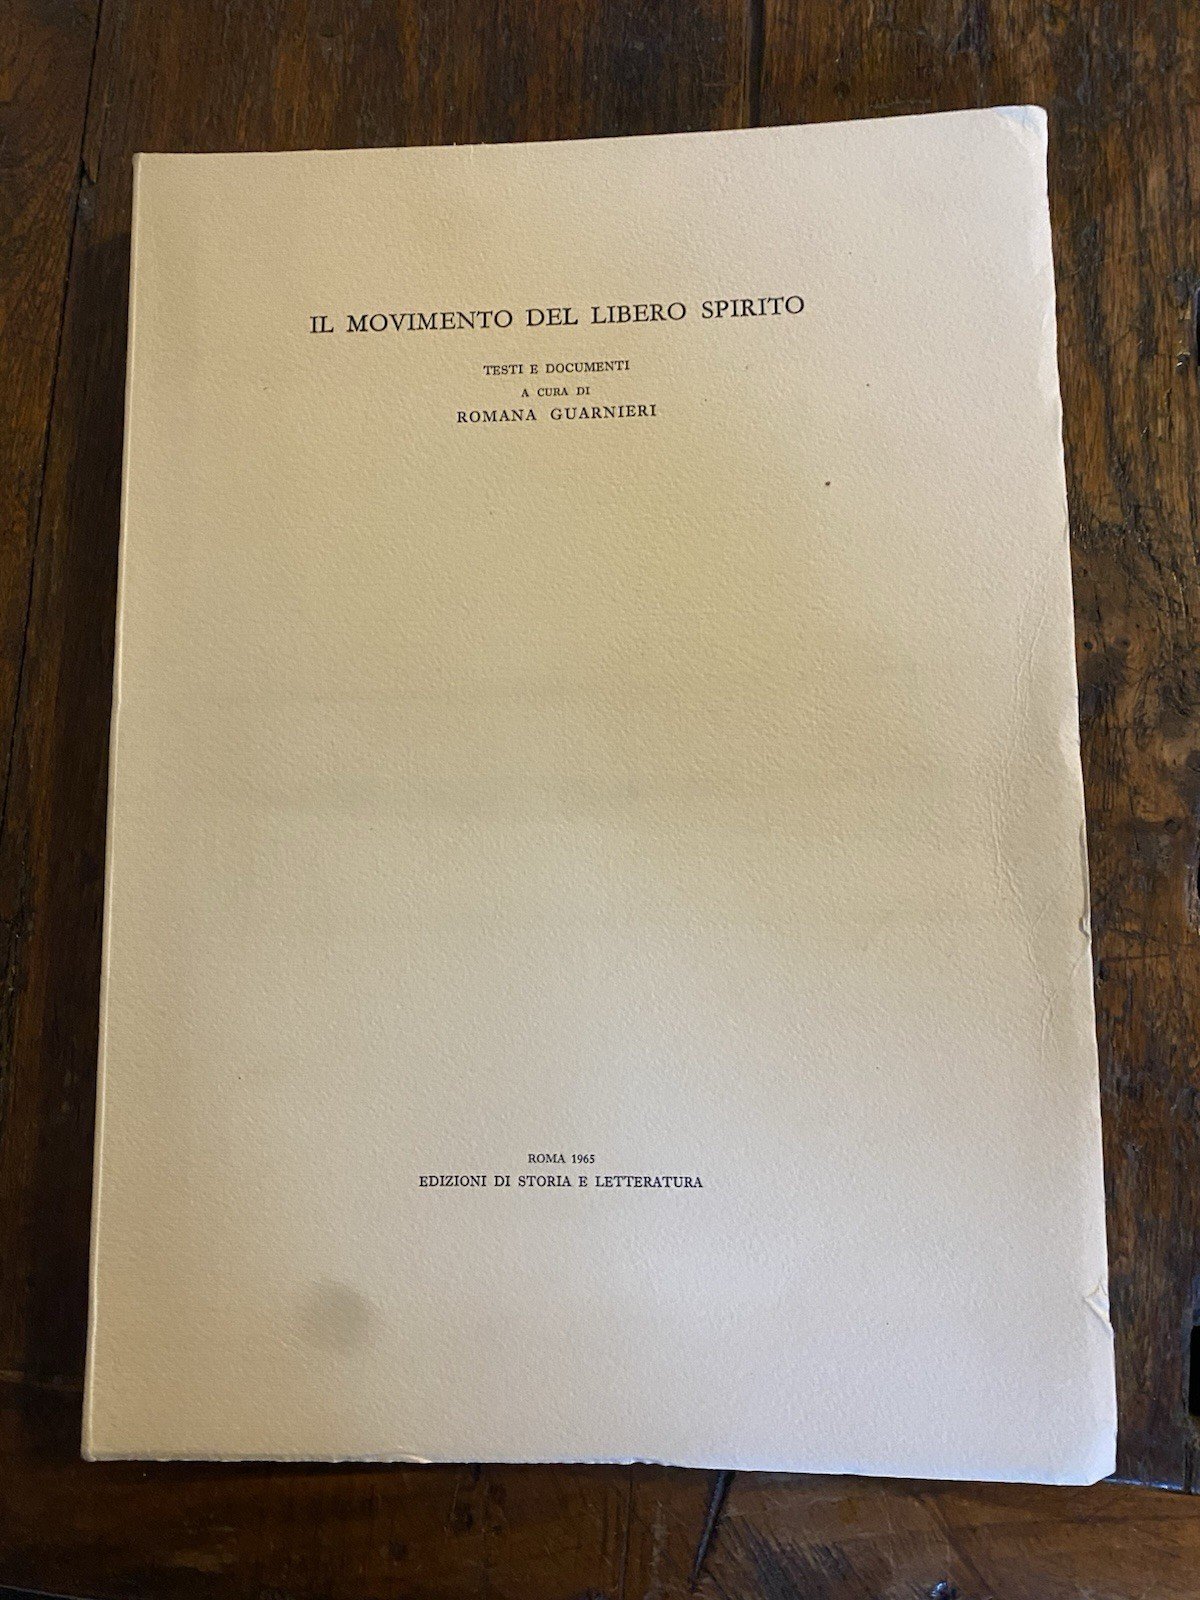 IL MOVIMENTO DEL LIBERO SPIRITO
TESTI E DOCUMENTI
A CURA DI
ROMANA GUARNIERI
ROMA 1965
EDIZIONI DI STORIA E LETTERATURA